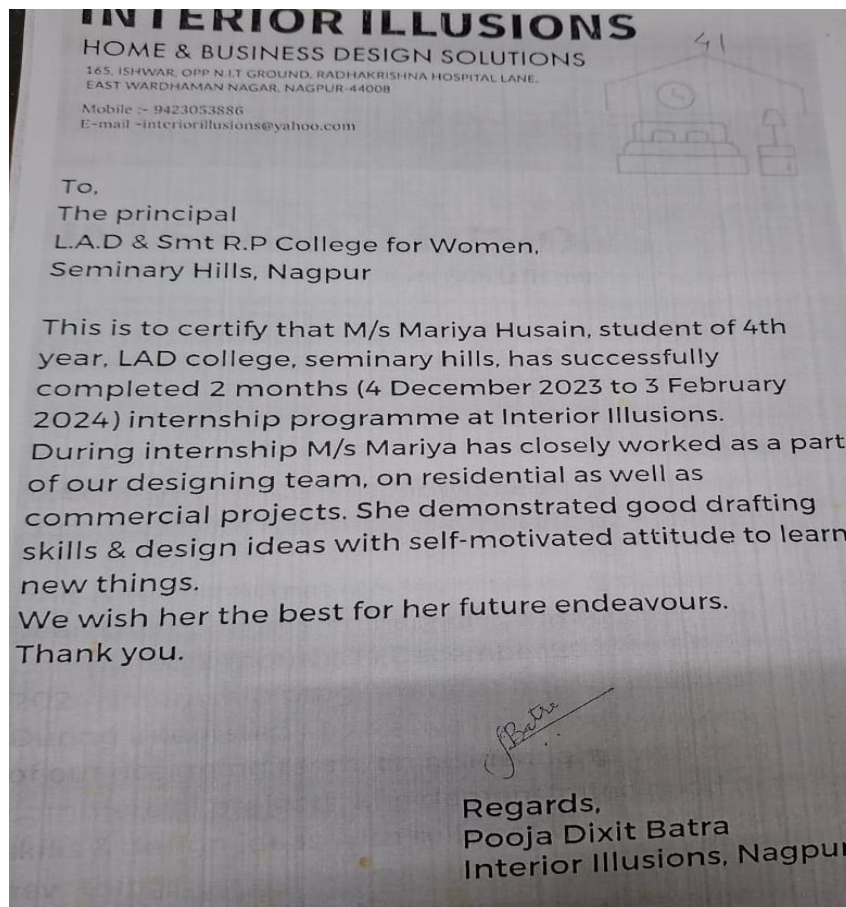 INTERIOR ILLUSIONS
41
HOME & BUSINESS DESIGN SOLUTIONS
165, ISHWAR, OPP N.I.T GROUND, RADHAKRISHNA HOSPITAL LANE,
EAST WARDHAMAN NAGAR, NAGPUR-44008
Mobile :- 9423053886
E-mail -interiorillusions@yahoo.com
To,
The principal
L.A.D & Smt R.P College for Women,
Seminary Hills, Nagpur
This is to certify that M/s Mariya Husain, student of 4th
year, LAD college, seminary hills, has successfully
completed 2 months (4 December 2023 to 3 February
2024) internship programme at Interior Illusions.
During internship M/s Mariya has closely worked as a part
of our designing team, on residential as well as
commercial projects. She demonstrated good drafting
skills & design ideas with self-motivated attitude to learn
new things.
We wish her the best for her future endeavours.
Thank you.
Batra
Regards,
Pooja Dixit Batra
Interior Illusions, Nagpur